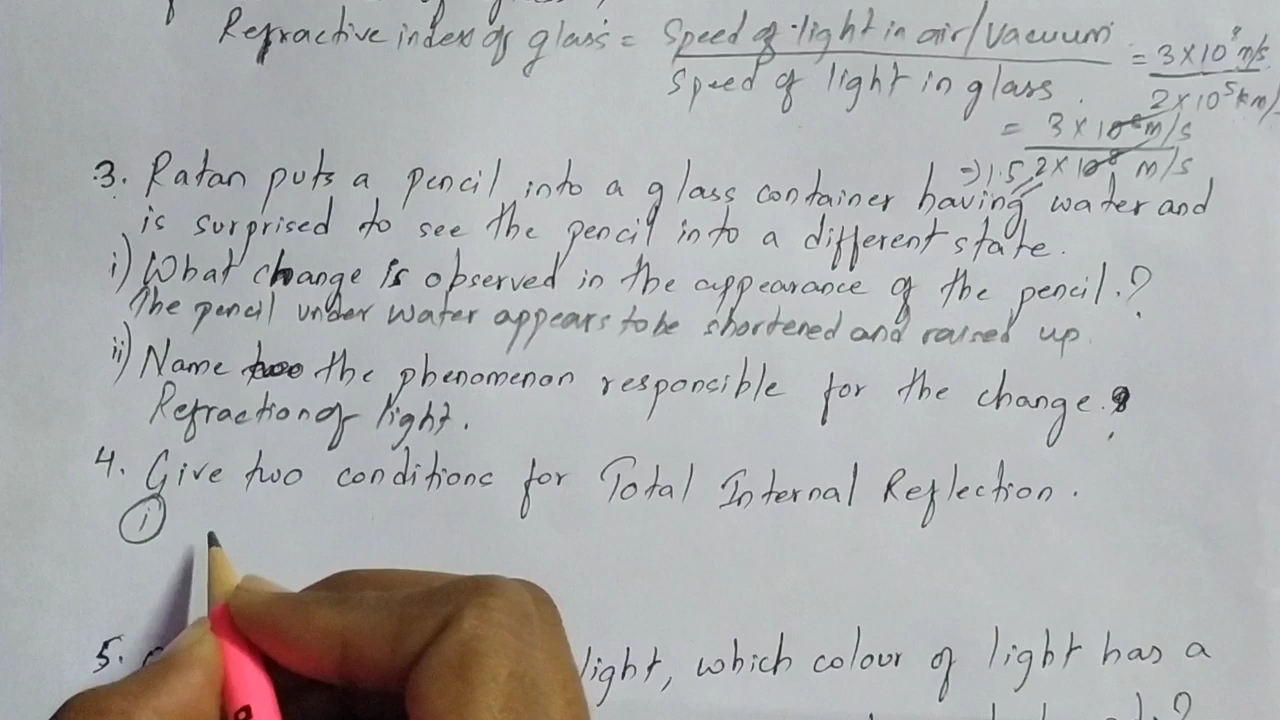 Refractive index of glass = Speed of light in air/vacuum = 3 × 10⁸ m/s
Speed of light in glass. 2 × 10⁵ km/
= 3 × 10⁸ m/s
⇒ 1.5 2 × 10⁸ m/s
3. Ratan puts a pencil into a glass container having water and
is surprised to see the pencil into a different state.
i) What change is observed in the appearance of the pencil.?
The pencil under water appears to be shortened and raised up
ii) Name the phenomenon responsible for the change.?
Refraction of light.
4. Give two conditions for Total Internal Reflection.
i
5. light, which colour of light has a